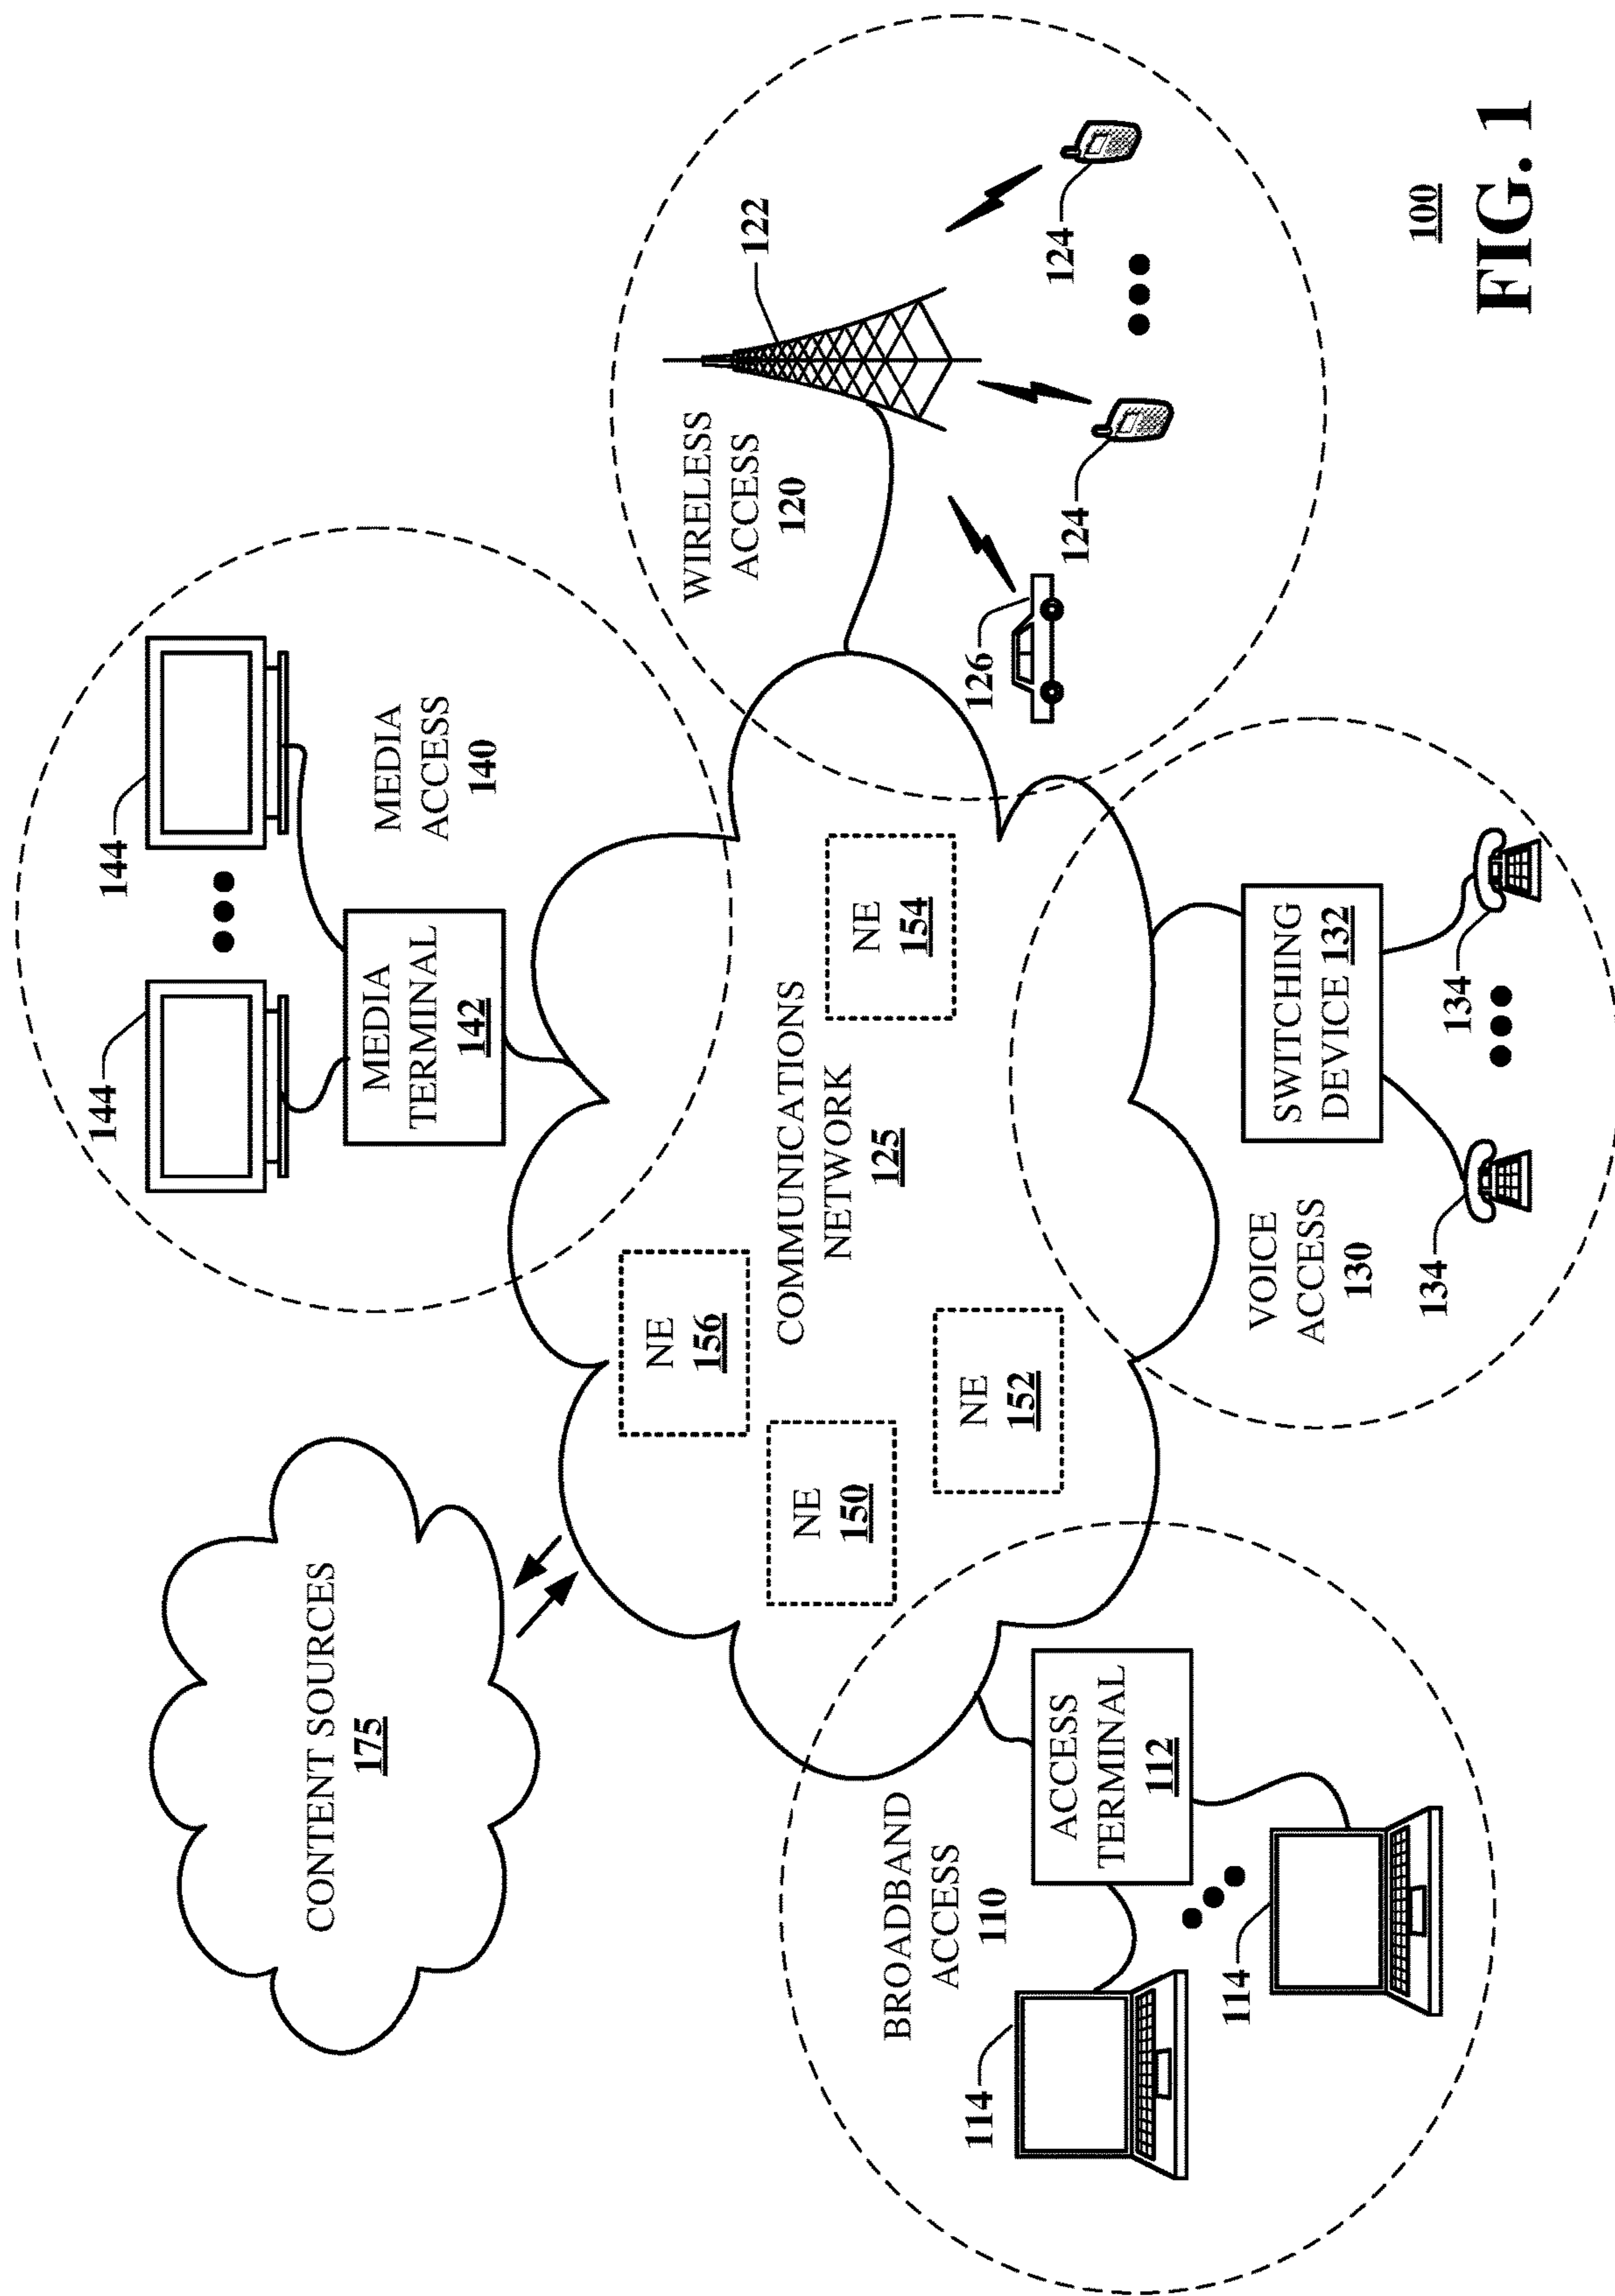 CONTENT SOURCES
175
144
144
MEDIA
TERMINAL
142
MEDIA
ACCESS
140
WIRELESS
ACCESS
120
122
NE
156
NE
150
NE
152
COMMUNICATIONS
NETWORK
125
NE
154
BROADBAND
ACCESS
110
ACCESS
TERMINAL
112
114
114
126
124
124
VOICE
ACCESS
130
SWITCHING
DEVICE 132
134
134
100
FIG. 1